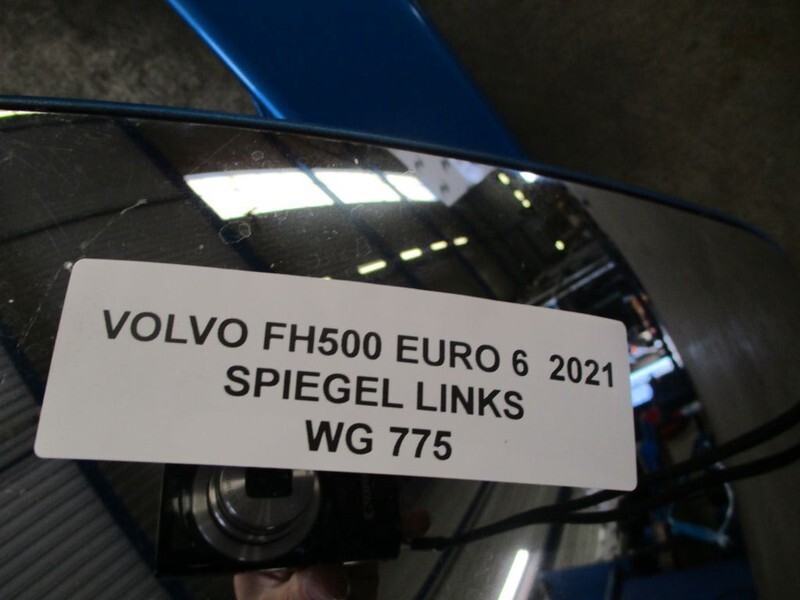 VOLVO FH500 EURO 6 2021
SPIEGEL LINKS
WG 775